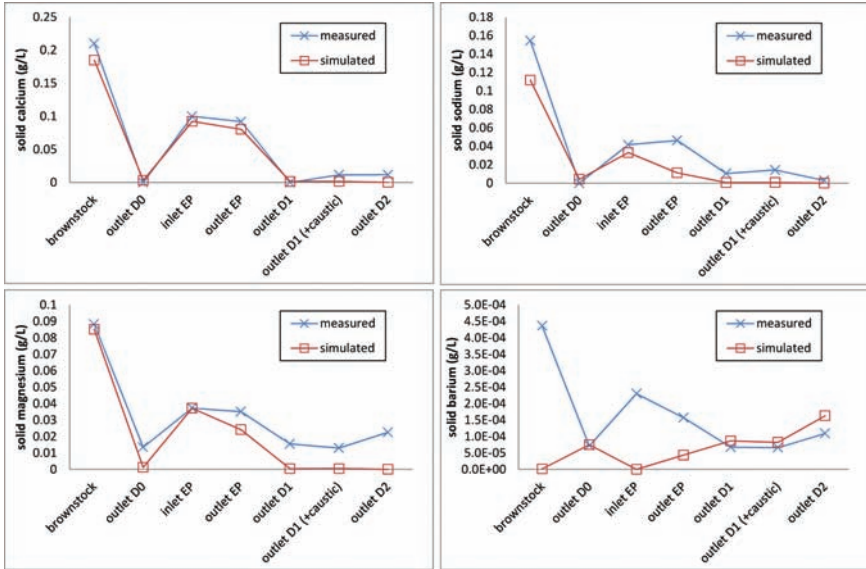 0.25
0.2
0.15
0.1
0.05
0
solid calcium (g/L)
measured
simulated
brownstock
outlet D0
inlet EP
outlet EP
outlet D1
outlet D1 (+caustic)
outlet D2
0.18
0.16
0.14
0.12
0.1
0.08
0.06
0.04
0.02
0
solid sodium (g/L)
measured
simulated
brownstock
outlet D0
inlet EP
outlet EP
outlet D1
outlet D1 (+caustic)
outlet D2
0.1
0.09
0.08
0.07
0.06
0.05
0.04
0.03
0.02
0.01
0
solid magnesium (g/L)
measured
simulated
brownstock
outlet D0
inlet EP
outlet EP
outlet D1
outlet D1 (+caustic)
outlet D2
5.0E-04
4.5E-04
4.0E-04
3.5E-04
3.0E-04
2.5E-04
2.0E-04
1.5E-04
1.0E-04
5.0E-05
0.0E+00
solid barium (g/L)
measured
simulated
brownstock
outlet D0
inlet EP
outlet EP
outlet D1
outlet D1 (+caustic)
outlet D2